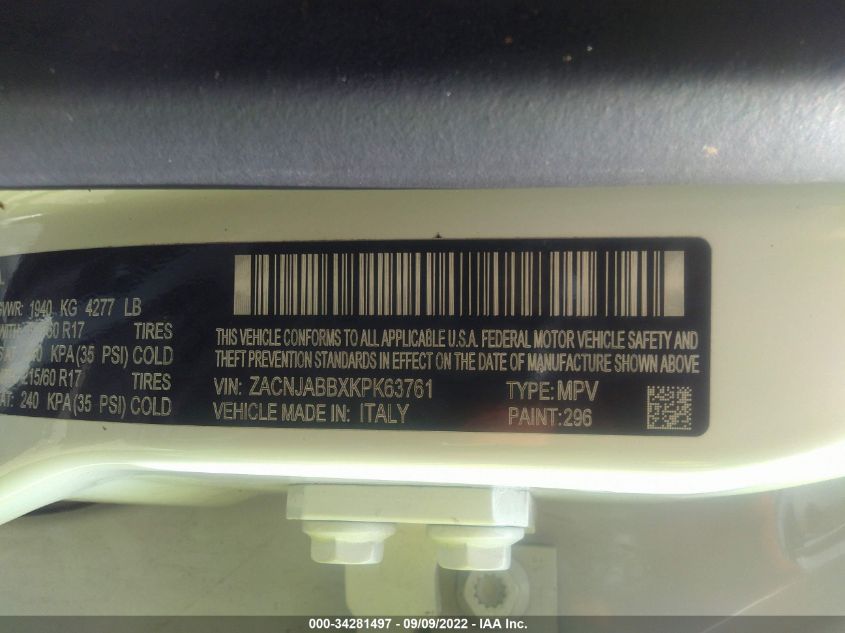 GVWR: 1940 KG 4277 LB
60 R17 TIRES
KPA(35 PSI) COLD
215/60 R17 TIRES
AT: 240 KPA(35 PSI) COLD
THIS VEHICLE CONFORMS TO ALL APPLICABLE U.S.A. FEDERAL MOTOR VEHICLE SAFETY AND
THEFT PREVENTION STANDARDS IN EFFECT ON THE DATE OF MANUFACTURE SHOWN ABOVE
VIN: ZACNJABBXKPK63761 TYPE: MPV
VEHICLE MADE IN: ITALY PAINT: 296
000-34281497 - 09/09/2022 - IAA Inc.